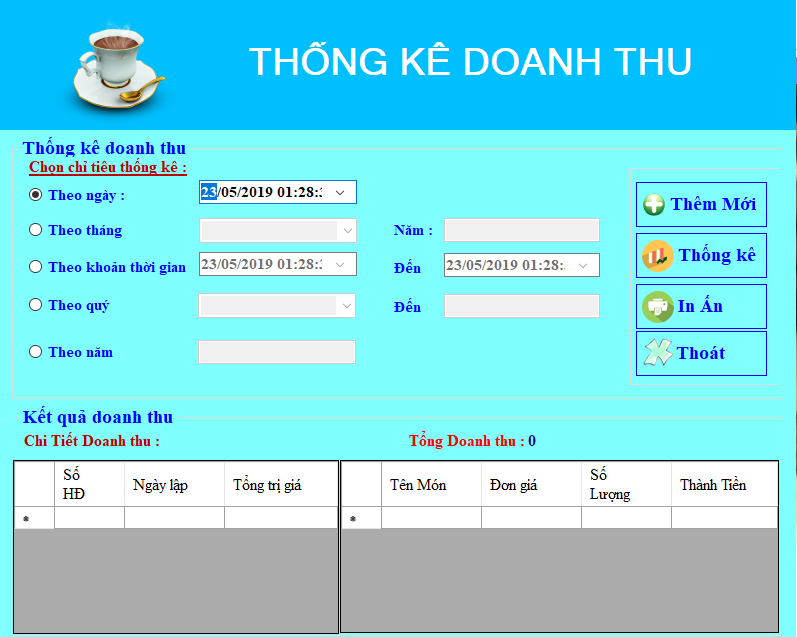 THỐNG KÊ DOANH THU
Thống kê doanh thu
Chọn chỉ tiêu thống kê :
Theo ngày : 23/05/2019 01:28:
Theo tháng Năm :
Theo khoản thời gian 23/05/2019 01:28: Đến 23/05/2019 01:28:
Theo quý Đến
Theo năm
Thêm Mới
Thống kê
In Ấn
Thoát
Kết quả doanh thu
Chi Tiết Doanh thu : Tổng Doanh thu : 0
Số HĐ Ngày lập Tổng trị giá Tên Món Đơn giá Số Lượng Thành Tiền